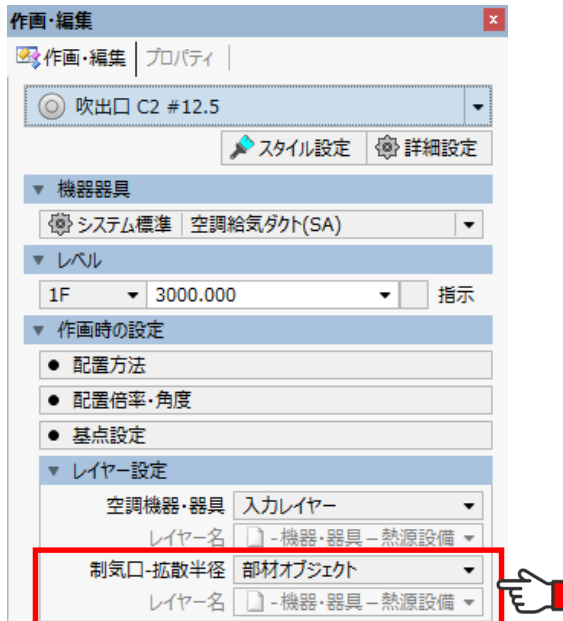 作画・編集
作画・編集 プロパティ
吹出口 C2 #12.5
スタイル設定 詳細設定
機器器具
システム標準 空調給気ダクト(SA)
レベル
1F 3000.000 指示
作画時の設定
配置方法
配置倍率・角度
基点設定
レイヤー設定
空調機器・器具 入力レイヤー
レイヤー名 -機器・器具－熱源設備
制気口-拡散半径 部材オブジェクト
レイヤー名 -機器・器具－熱源設備